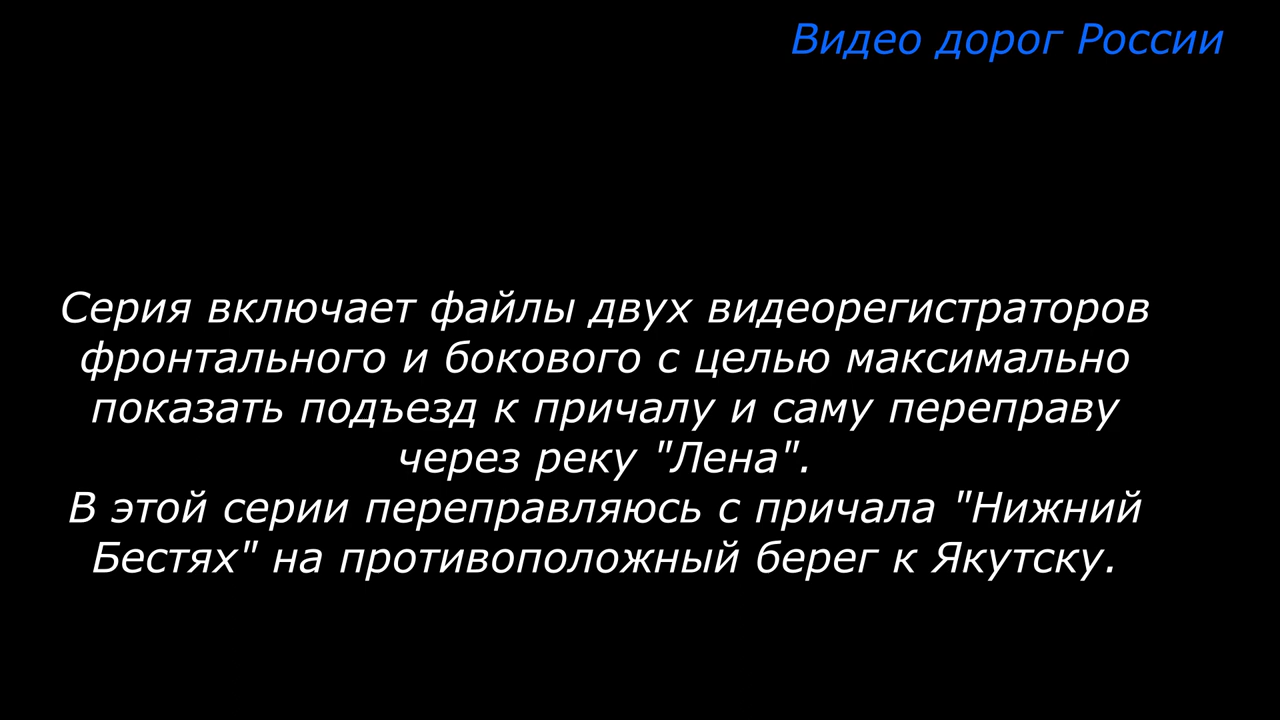 Видео дорог России
Серия включает файлы двух видеорегистраторов
фронтального и бокового с целью максимально
показать подъезд к причалу и саму переправу
через реку "Лена".
В этой серии переправляюсь с причала "Нижний
Бестях" на противоположный берег к Якутску.